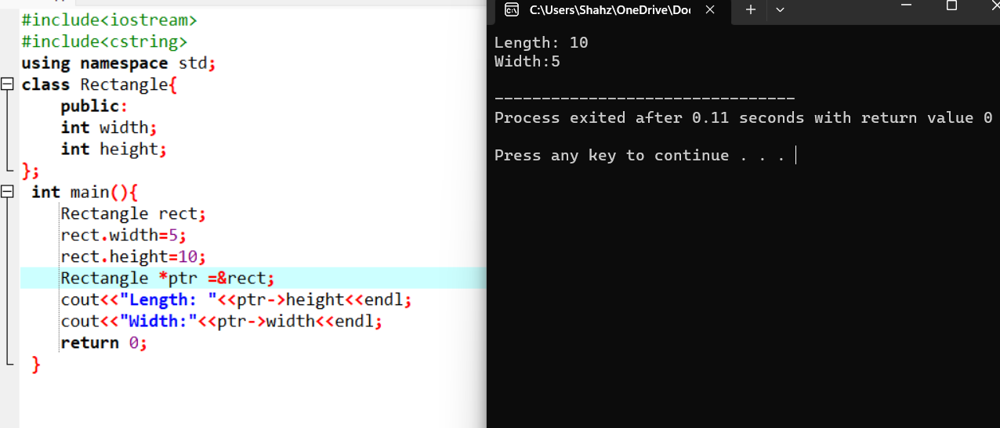 #include<iostream>
#include<cstring>
using namespace std;
class Rectangle{
    public:
    int width;
    int height;
};
 int main(){
    Rectangle rect;
    rect.width=5;
    rect.height=10;
    Rectangle *ptr =&rect;
    cout<<"Length: "<<ptr->height<<endl;
    cout<<"Width:"<<ptr->width<<endl;
    return 0;
 }
C:\Users\Shahz\OneDrive\Do
Length: 10
Width:5
--------------------------------
Process exited after 0.11 seconds with return value 0
Press any key to continue . . .